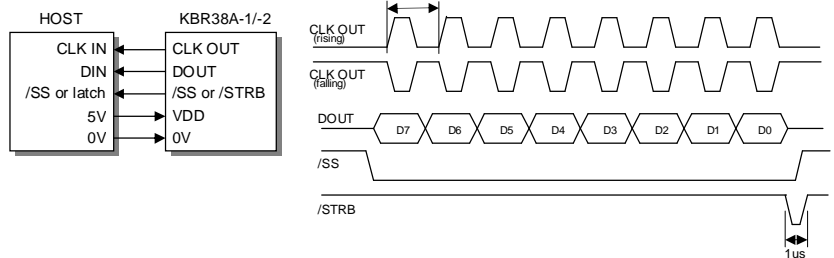 HOST
KBR38A-1/-2
CLK IN
CLK OUT
DIN
DOUT
/SS or latch
/SS or /STRB
5V
VDD
0V
0V
CLK OUT
(rising)
CLK OUT
(falling)
DOUT
D7 D6 D5 D4 D3 D2 D1 D0
/SS
/STRB
1us